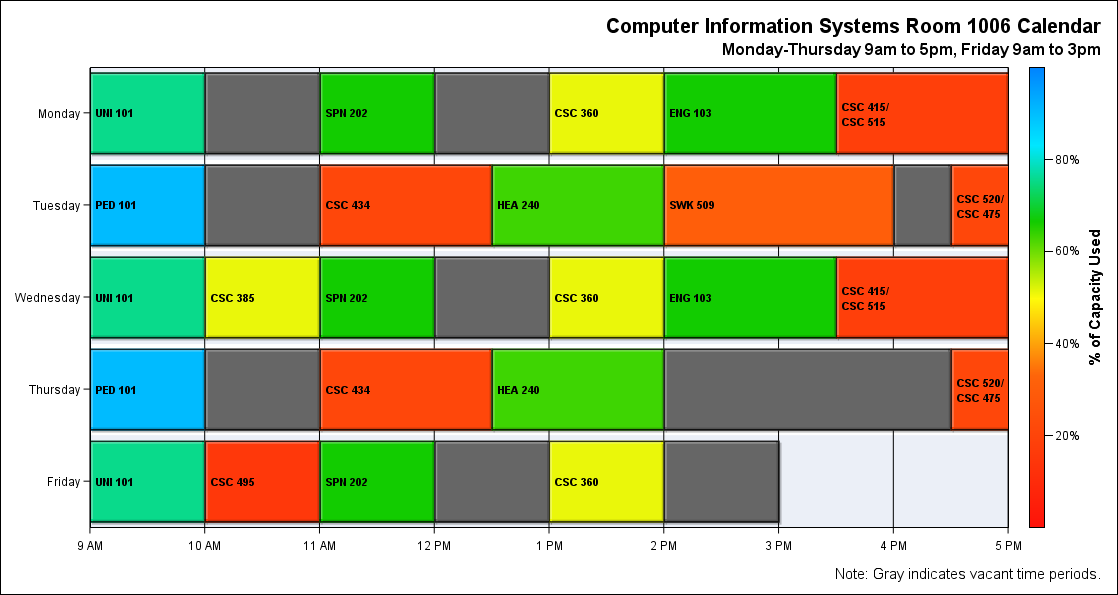 Computer Information Systems Room 1006 Calendar
Monday-Thursday 9am to 5pm, Friday 9am to 3pm
Monday
UNI 101
SPN 202
CSC 360
ENG 103
CSC 415/
CSC 515
Tuesday
PED 101
CSC 434
HEA 240
SWK 509
CSC 520/
CSC 475
Wednesday
UNI 101
CSC 385
SPN 202
CSC 360
ENG 103
CSC 415/
CSC 515
Thursday
PED 101
CSC 434
HEA 240
CSC 520/
CSC 475
Friday
UNI 101
CSC 495
SPN 202
CSC 360
9 AM
10 AM
11 AM
12 PM
1 PM
2 PM
3 PM
4 PM
5 PM
80%
60%
40%
20%
% of Capacity Used
Note: Gray indicates vacant time periods.